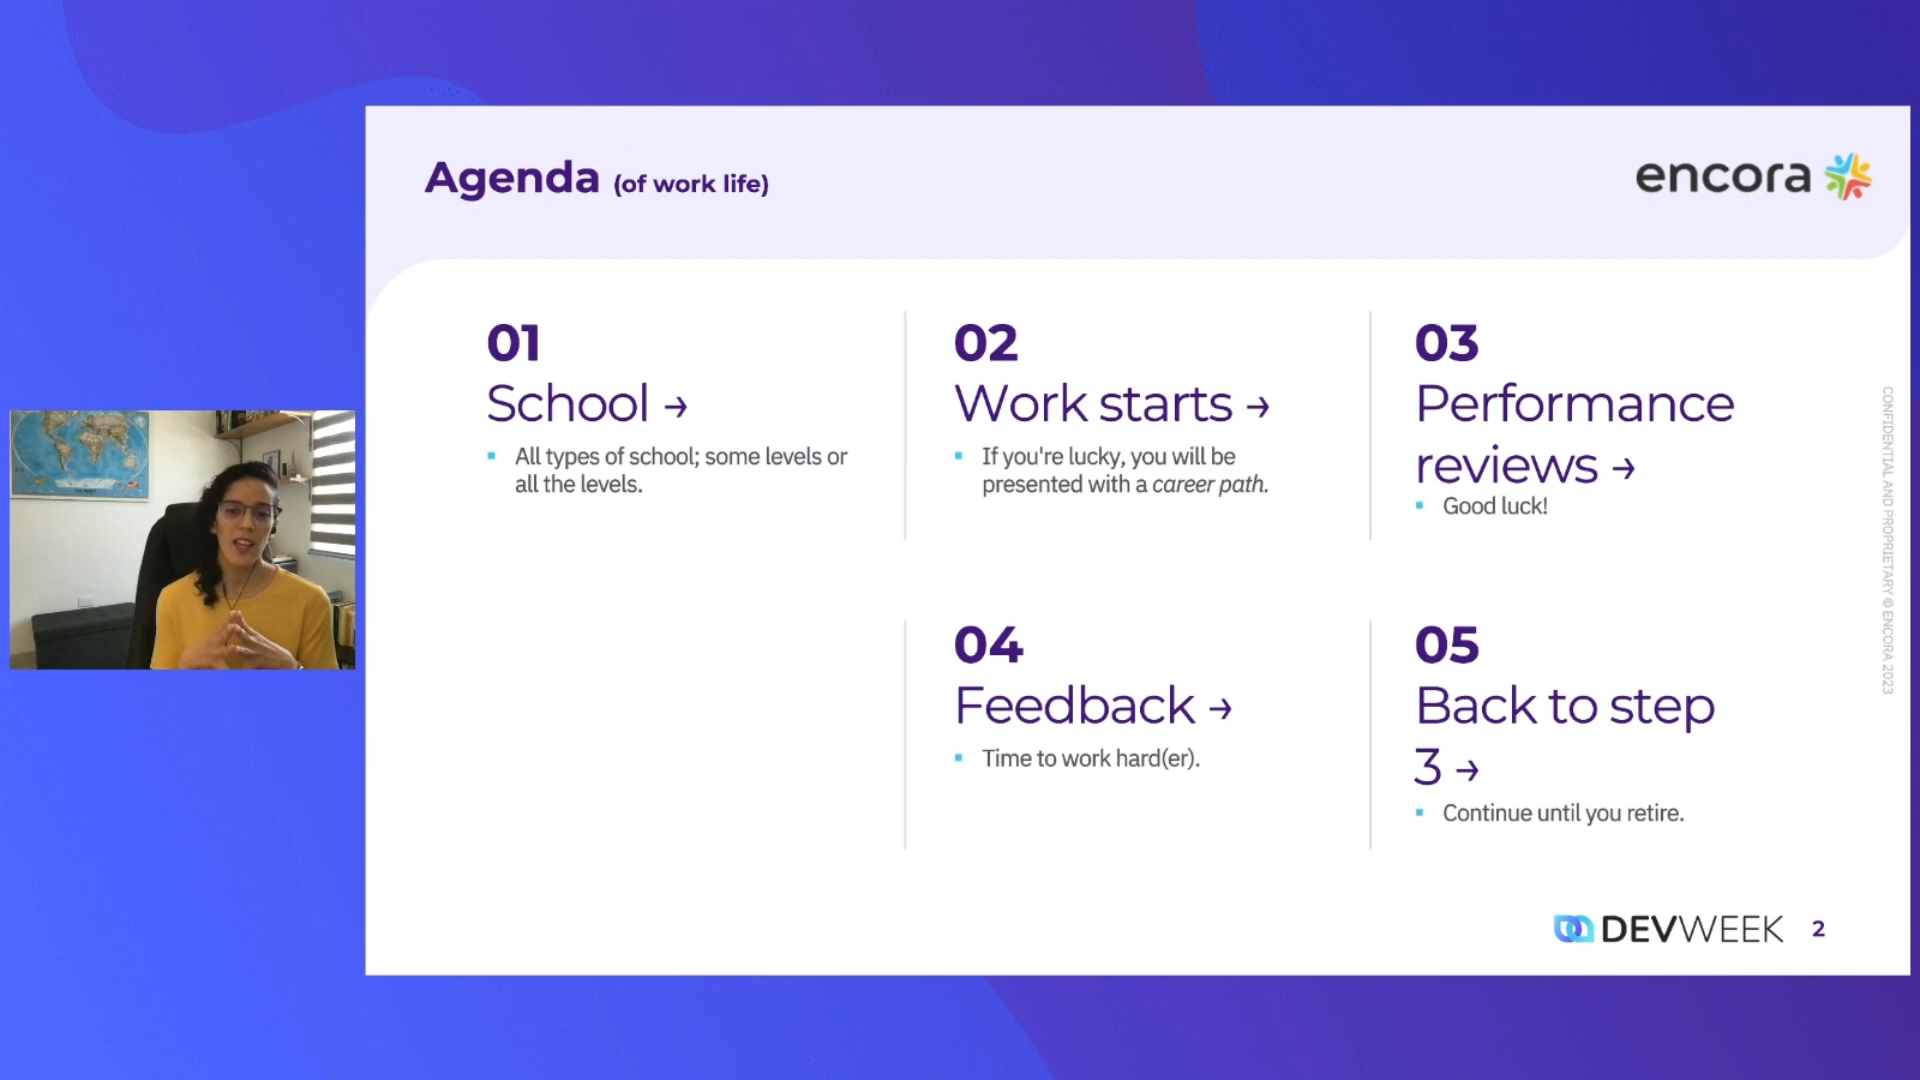 Agenda (of work life)
encora
01
School →
▪ All types of school; some levels or
all the levels.
02
Work starts →
▪ If you're lucky, you will be
presented with a career path.
03
Performance
reviews →
▪ Good luck!
04
Feedback →
▪ Time to work hard(er).
05
Back to step
3 →
▪ Continue until you retire.
CONFIDENTIAL AND PROPRIETARY © ENCORA 2023
DEVWEEK 2